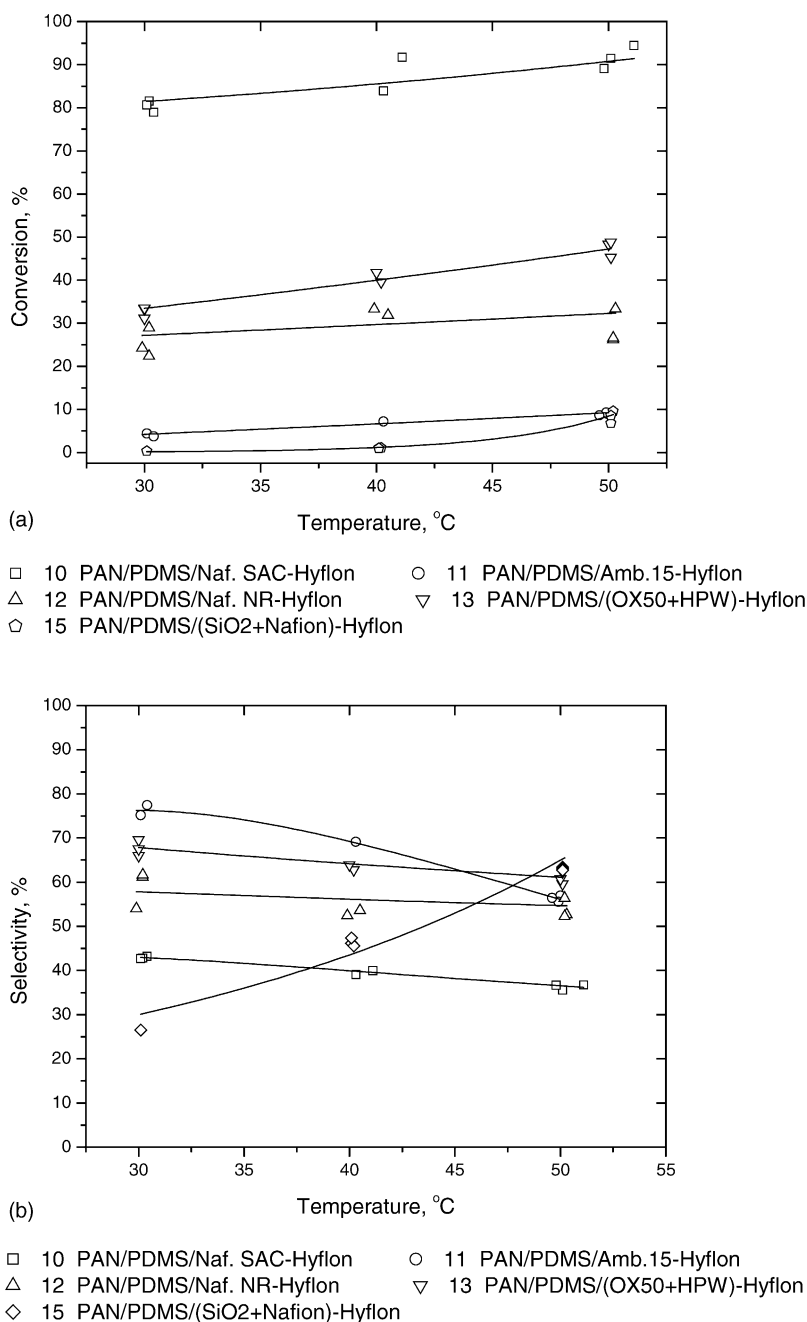 100
90
80
70
60
50
40
30
20
10
0
Conversion, %
30 35 40 45 50
Temperature, °C
(a)
10 PAN/PDMS/Naf. SAC-Hyflon 11 PAN/PDMS/Amb.15-Hyflon
12 PAN/PDMS/Naf. NR-Hyflon 13 PAN/PDMS/(OX50+HPW)-Hyflon
15 PAN/PDMS/(SiO2+Nafion)-Hyflon
100
90
80
70
60
50
40
30
20
10
0
Selectivity, %
30 35 40 45 50 55
Temperature, °C
(b)
10 PAN/PDMS/Naf. SAC-Hyflon 11 PAN/PDMS/Amb.15-Hyflon
12 PAN/PDMS/Naf. NR-Hyflon 13 PAN/PDMS/(OX50+HPW)-Hyflon
15 PAN/PDMS/(SiO2+Nafion)-Hyflon